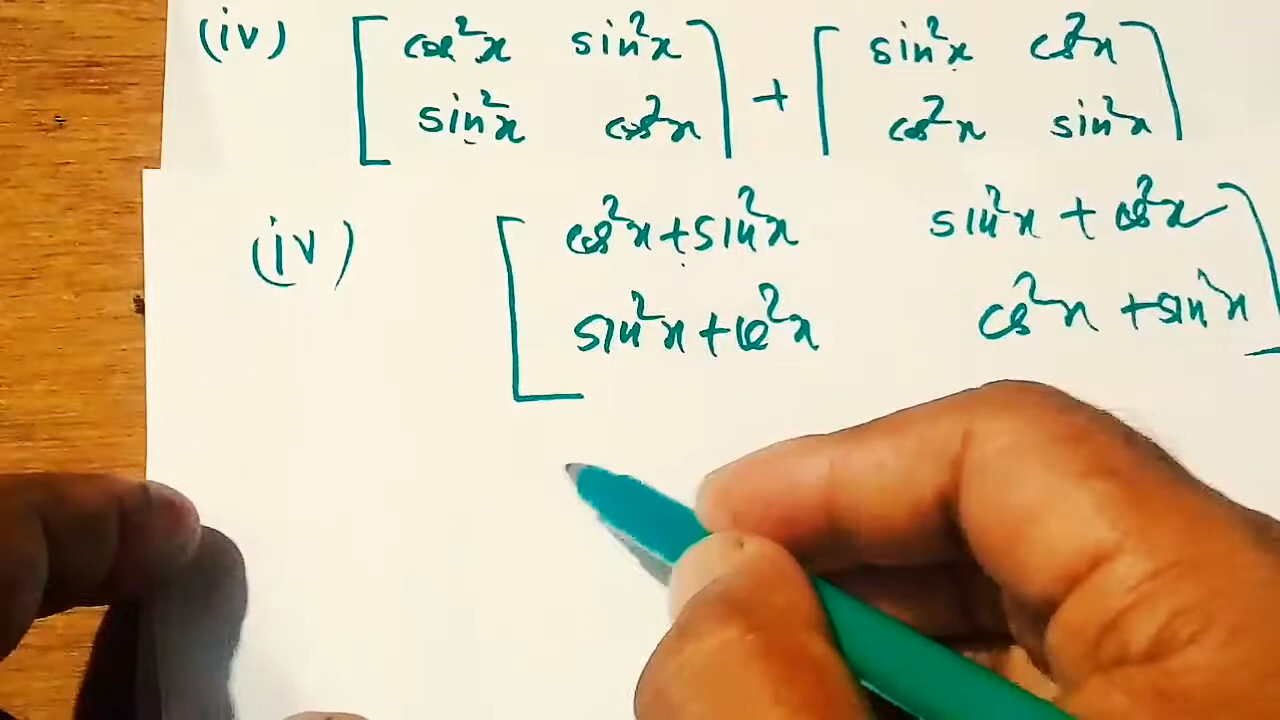 (iv) [ cos²x sin²x ] + [ sin²x cos²x ]
sin²x cos²x cos²x sin²x
(iv) [ cos²x + sin²x sin²x + cos²x ]
sin²x + cos²x cos²x + sin²x